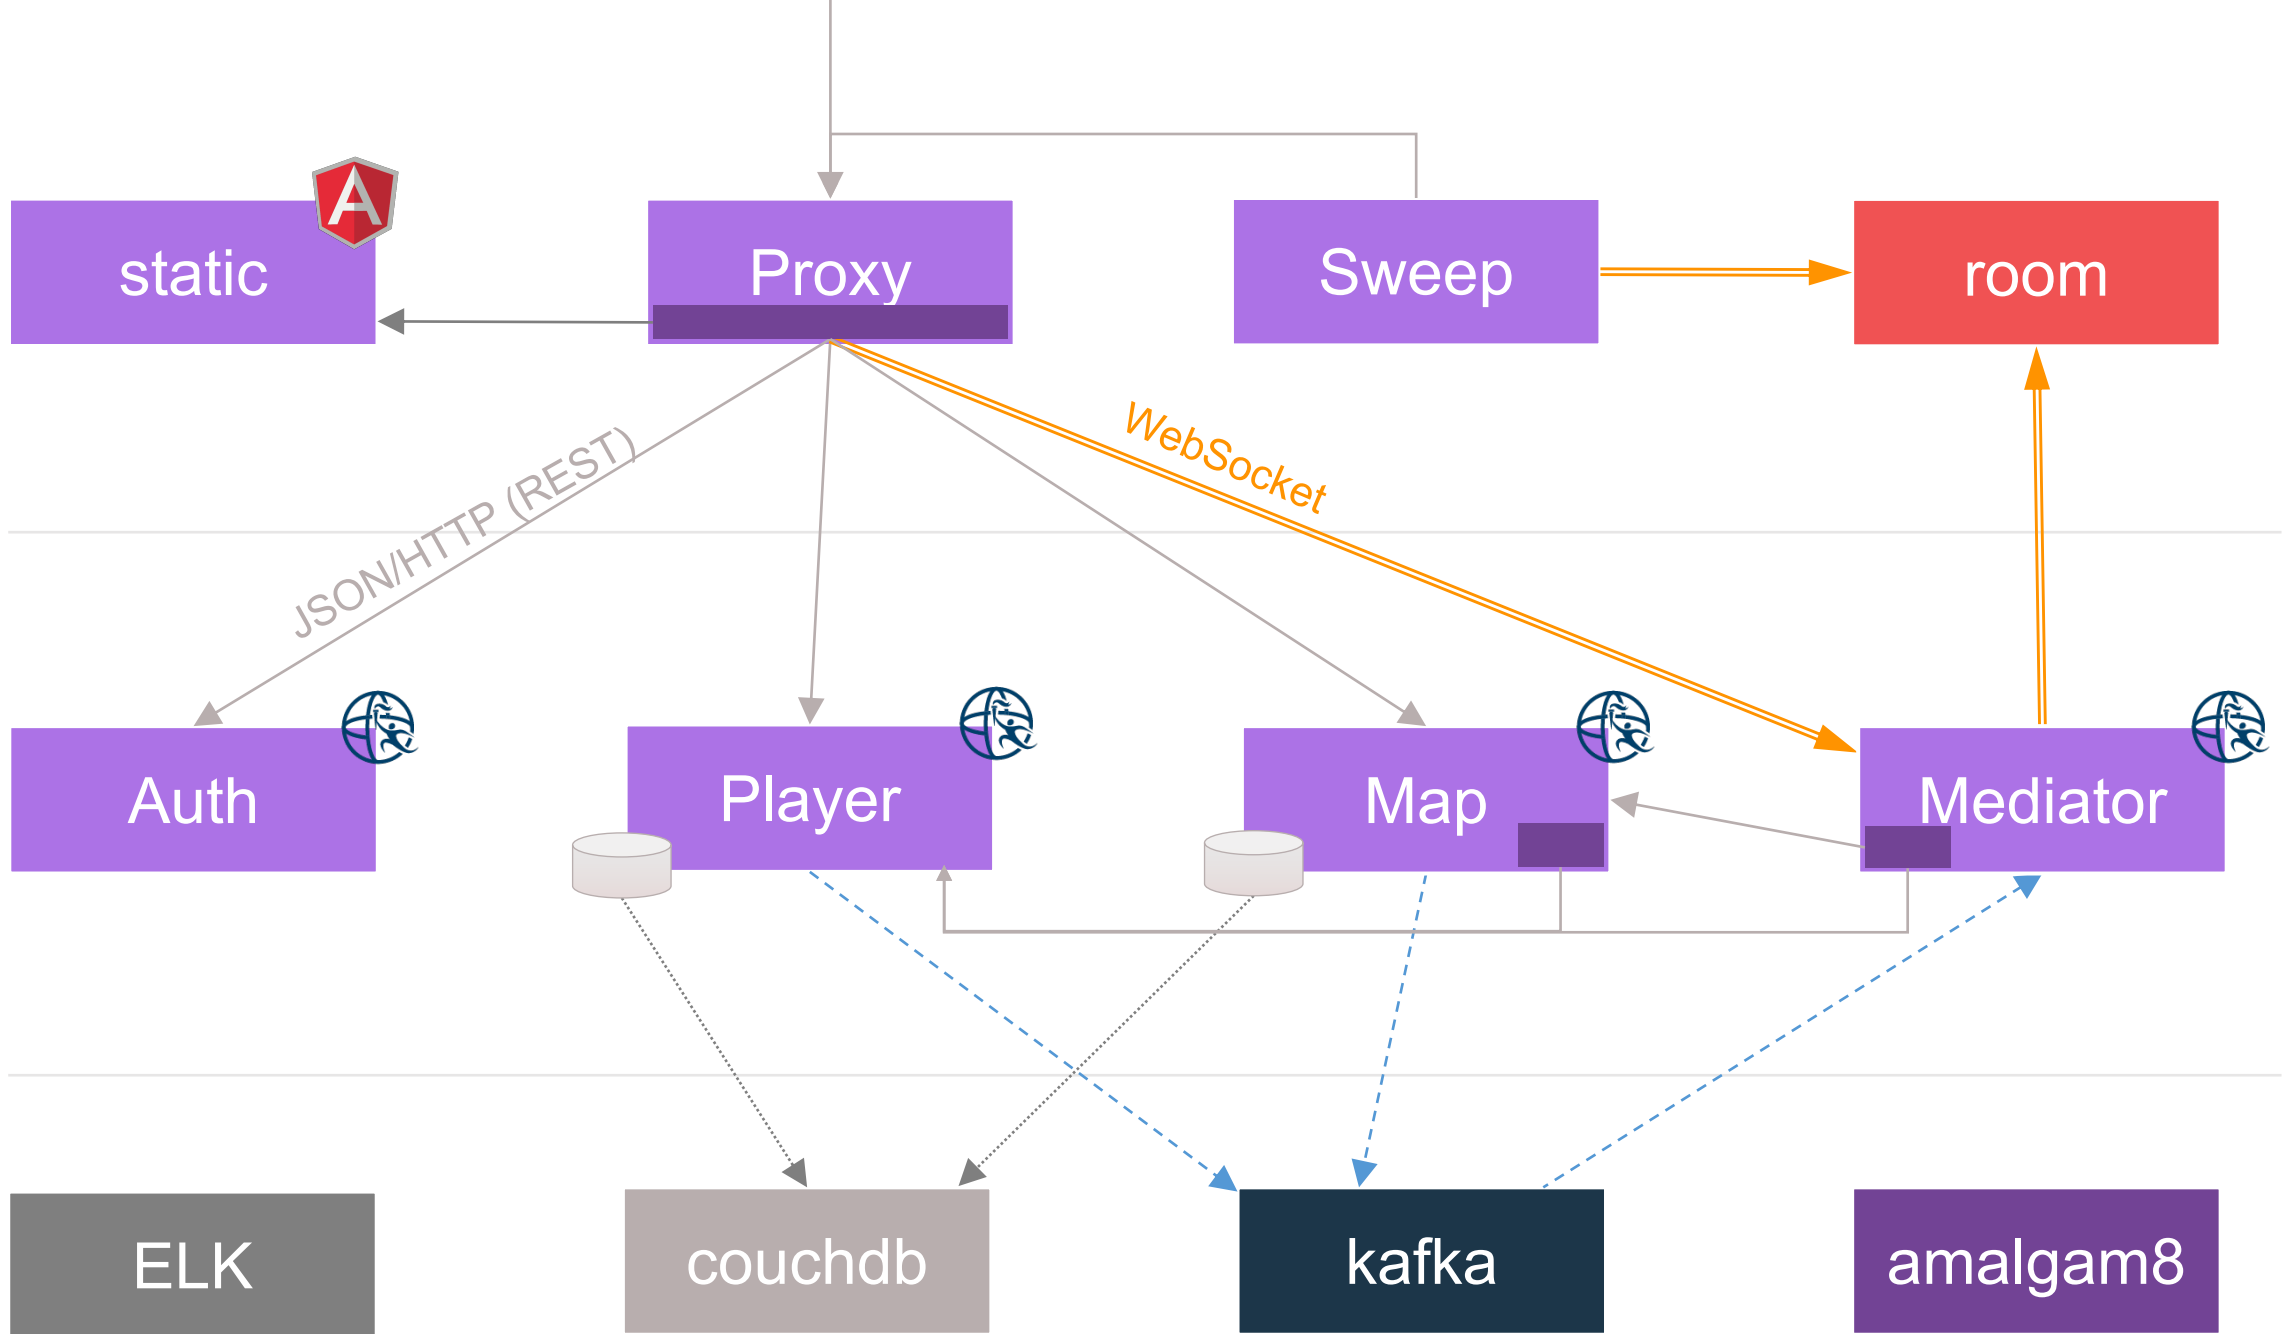 static
Proxy
Sweep
room
JSON/HTTP (REST)
WebSocket
Auth
Player
Map
Mediator
ELK
couchdb
kafka
amalgam8